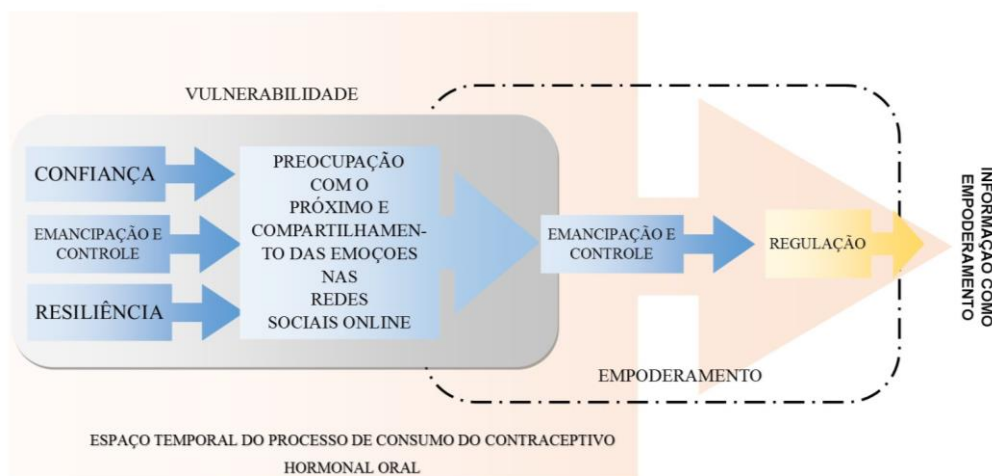 VULNERABILIDADE
CONFIANÇA
EMANCIPAÇÃO E
CONTROLE
RESILIÊNCIA
PREOCUPAÇÃO
COM O
PRÓXIMO E
COMPARTILHAMEN-
TO DAS EMOÇOES
NAS
REDES
SOCIAIS ONLINE
EMANCIPAÇÃO E
CONTROLE
REGULAÇÃO
EMPODERAMENTO
INFORMAÇÃO COMO
EMPODERAMENTO
ESPAÇO TEMPORAL DO PROCESSO DE CONSUMO DO CONTRACEPTIVO
HORMONAL ORAL